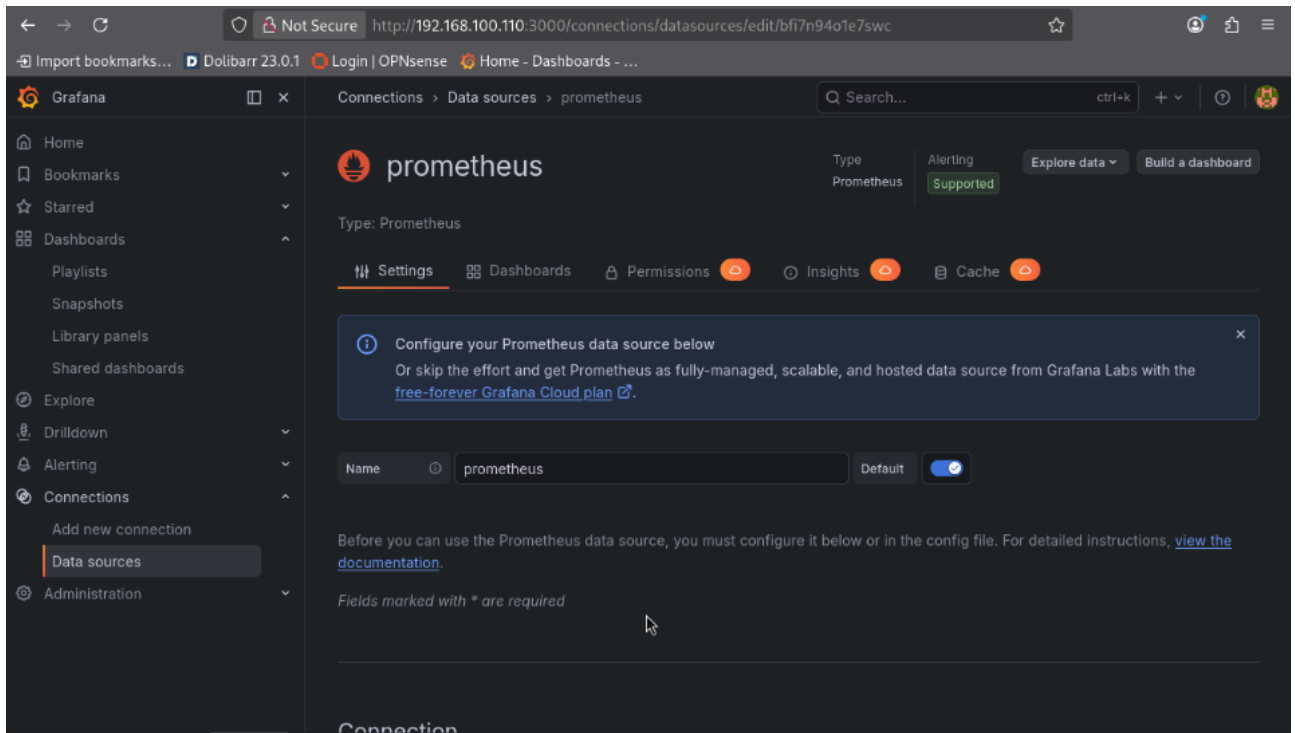 Not Secure http://192.168.100.110:3000/connections/datasources/edit/bfi7n94o1e7swc
Import bookmarks... Dolibarr 23.0.1 Login | OPNsense Home - Dashboards - ...
Grafana
Connections › Data sources › prometheus
Search... ctrl+k
Home
Bookmarks
Starred
Dashboards
Playlists
Snapshots
Library panels
Shared dashboards
Explore
Drilldown
Alerting
Connections
Add new connection
Data sources
Administration
prometheus
Type
Prometheus
Alerting
Supported
Explore data
Build a dashboard
Type: Prometheus
Settings Dashboards Permissions Insights Cache
Configure your Prometheus data source below
Or skip the effort and get Prometheus as fully-managed, scalable, and hosted data source from Grafana Labs with the
free-forever Grafana Cloud plan.
Name prometheus Default
Before you can use the Prometheus data source, you must configure it below or in the config file. For detailed instructions, view the
documentation.
Fields marked with * are required
Connection